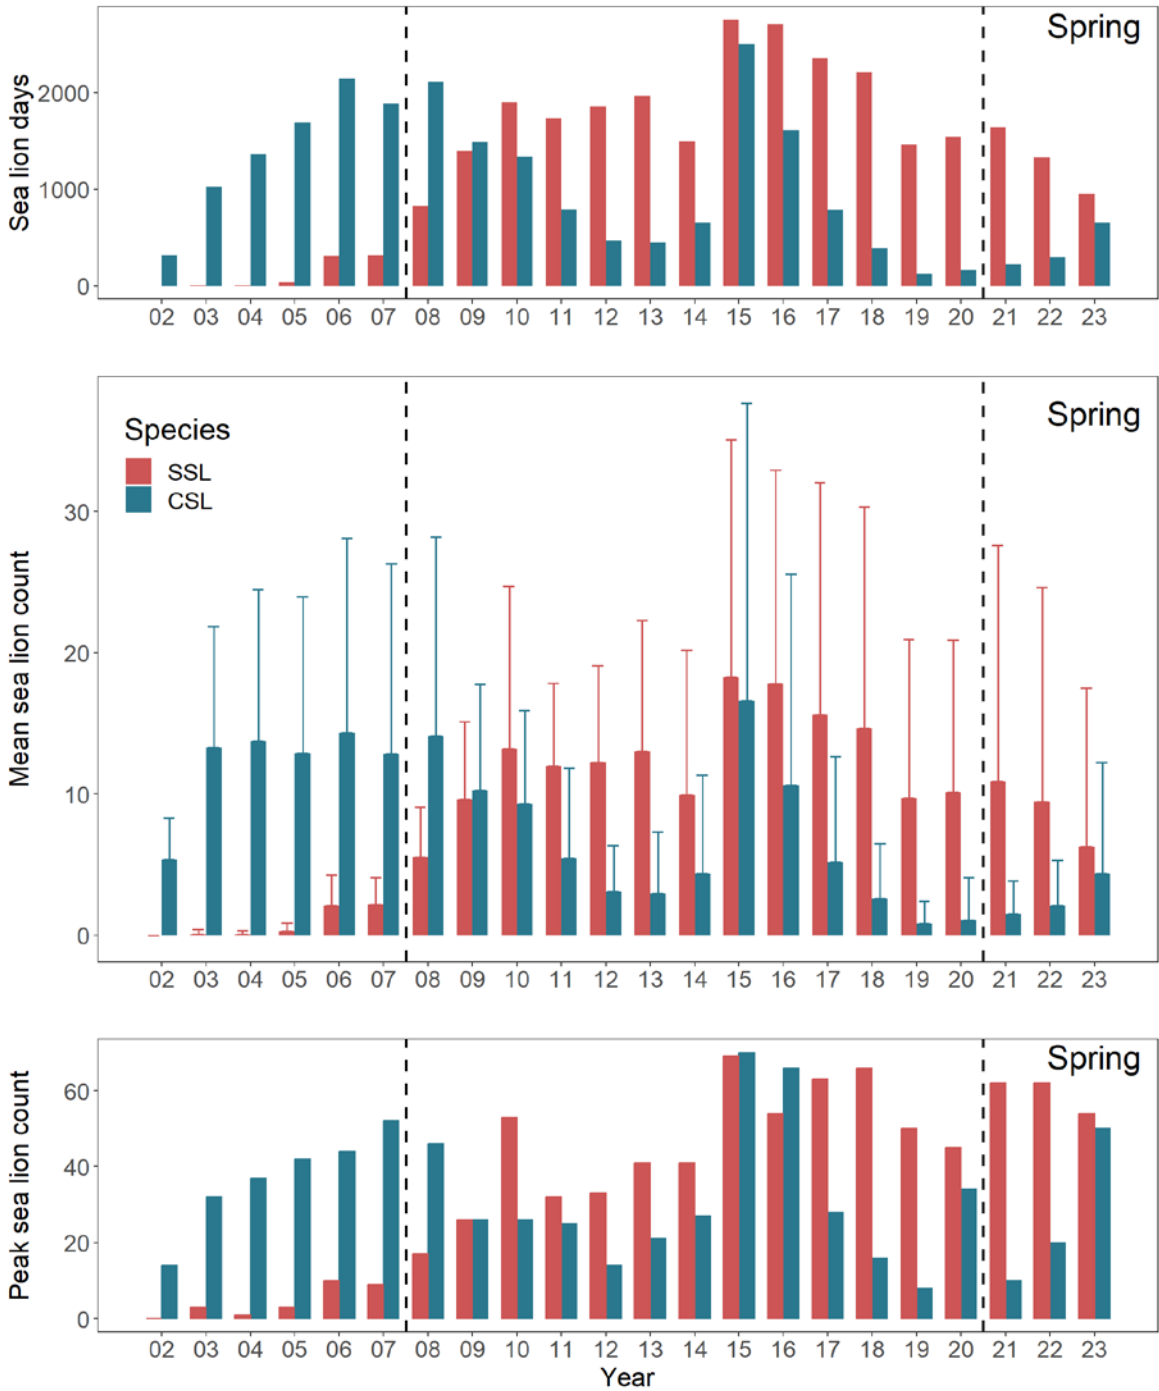 Spring
Sea lion days
2000
1000
0
02 03 04 05 06 07 08 09 10 11 12 13 14 15 16 17 18 19 20 21 22 23
Spring
Species
SSL
CSL
Mean sea lion count
30
20
10
0
02 03 04 05 06 07 08 09 10 11 12 13 14 15 16 17 18 19 20 21 22 23
Spring
Peak sea lion count
60
40
20
0
02 03 04 05 06 07 08 09 10 11 12 13 14 15 16 17 18 19 20 21 22 23
Year